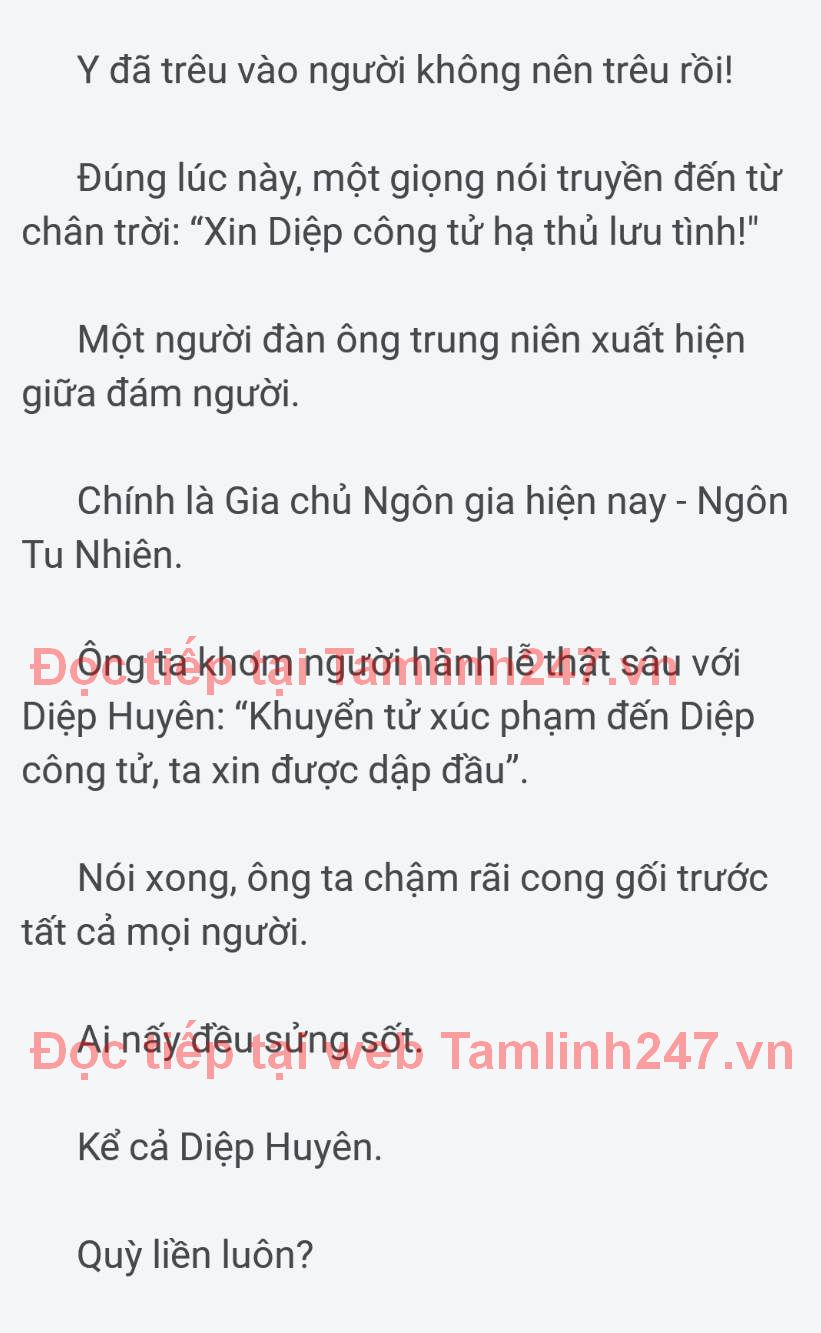 Y đã trêu vào người không nên trêu rồi!
Đúng lúc này, một giọng nói truyền đến từ
chân trời: “Xin Diệp công tử hạ thủ lưu tình!"
Một người đàn ông trung niên xuất hiện
giữa đám người.
Chính là Gia chủ Ngôn gia hiện nay - Ngôn
Tu Nhiên.
Ông ta khom người hành lễ thật sâu với
Đọc tiếp tại Tamlinh247.vn
Diệp Huyên: “Khuyển tử xúc phạm đến Diệp
công tử, ta xin được dập đầu”.
Nói xong, ông ta chậm rãi cong gối trước
tất cả mọi người.
Ai nấy đều sửng sốt.
Đọc tiếp tại web Tamlinh247.vn
Kể cả Diệp Huyên.
Quỳ liền luôn?